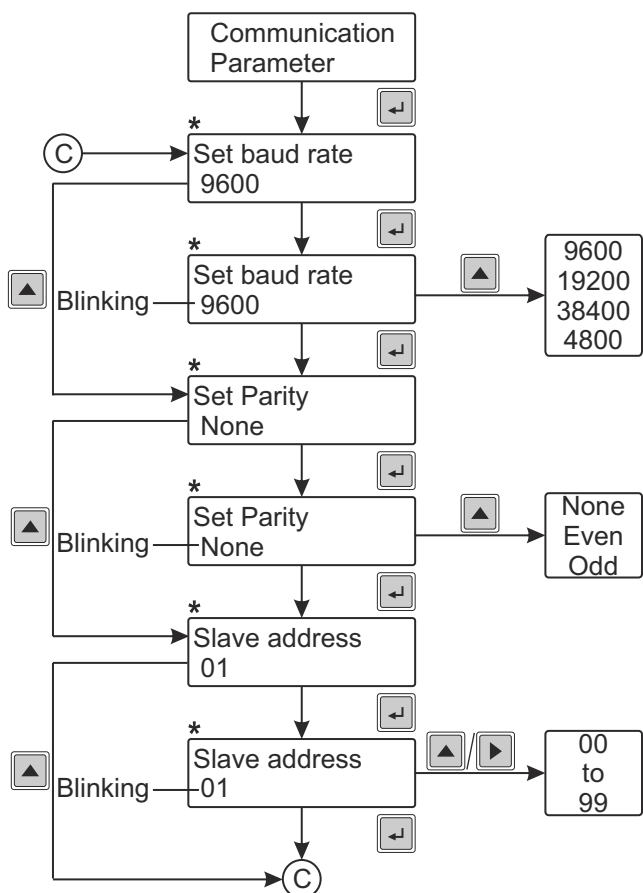 Communication
Parameter
*
C
Set baud rate
9600
*
Set baud rate
Blinking
9600
9600
19200
38400
4800
*
Set Parity
None
*
Set Parity
Blinking
None
None
Even
Odd
*
Slave address
01
*
Slave address
/
Blinking
01
00
to
99
C